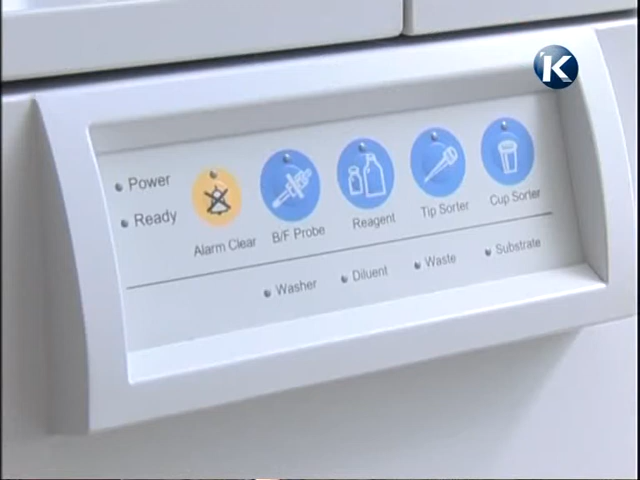 K
Power
Ready
Alarm Clear
B/F Probe
Reagent
Tip Sorter
Cup Sorter
Washer
Diluent
Waste
Substrate